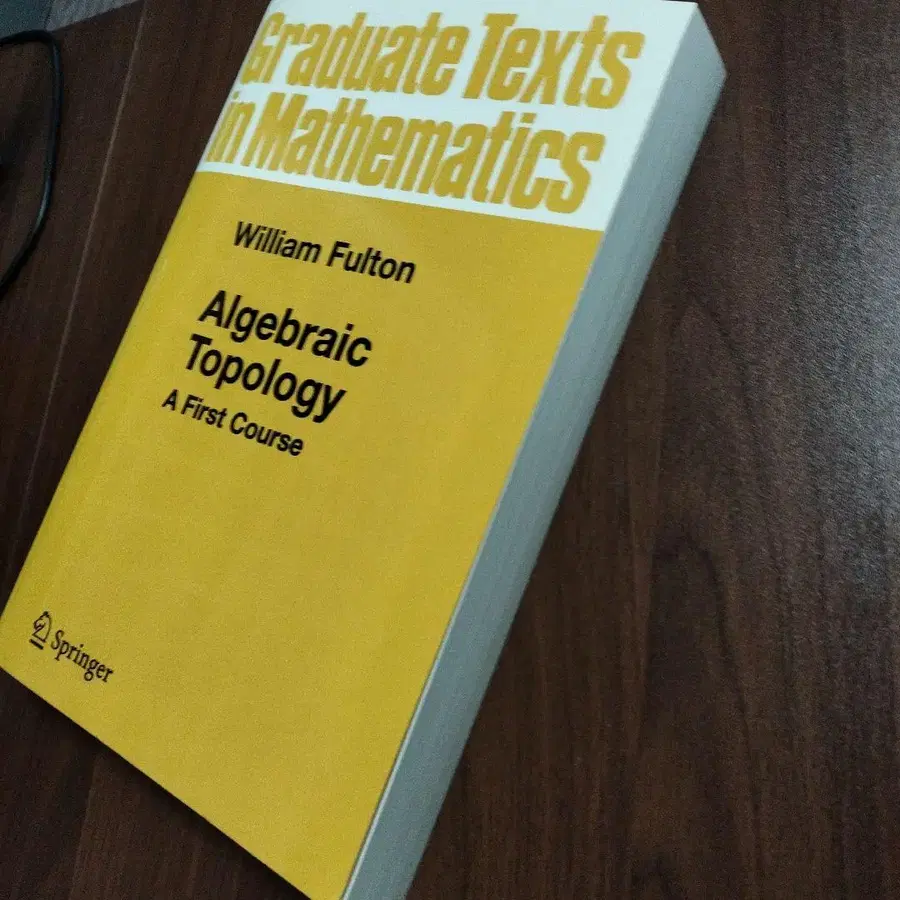 Graduate Texts
in Mathematics
William Fulton
Algebraic
Topology
A First Course
Springer